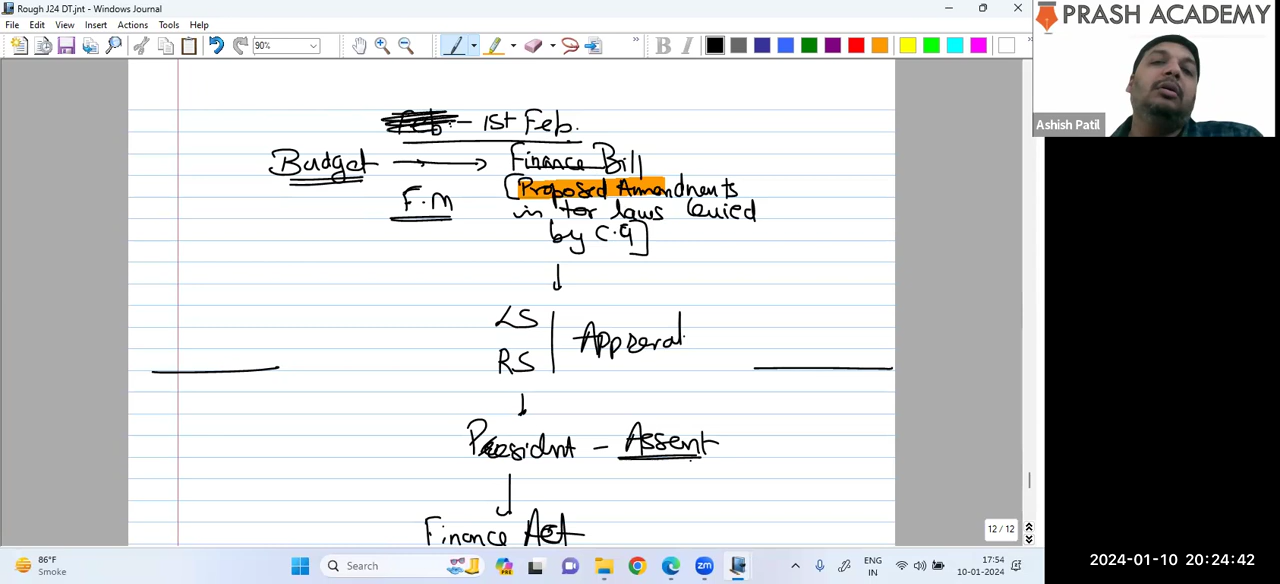 Rough J24 DT.jnt - Windows Journal
PRASH ACADEMY
File Edit View Insert Actions Tools Help
90%
B I
Ashish Patil
Feb - 1st Feb.
Budget → Finance Bill
F.M [Proposed Amendments
in tax laws levied
by C.G]
LS
RS
Approval
President - Assent
Finance Act
12 / 12
86°F
Smoke
Search
zm
ENG
IN
17:54
10-01-2024
2024-01-10 20:24:42